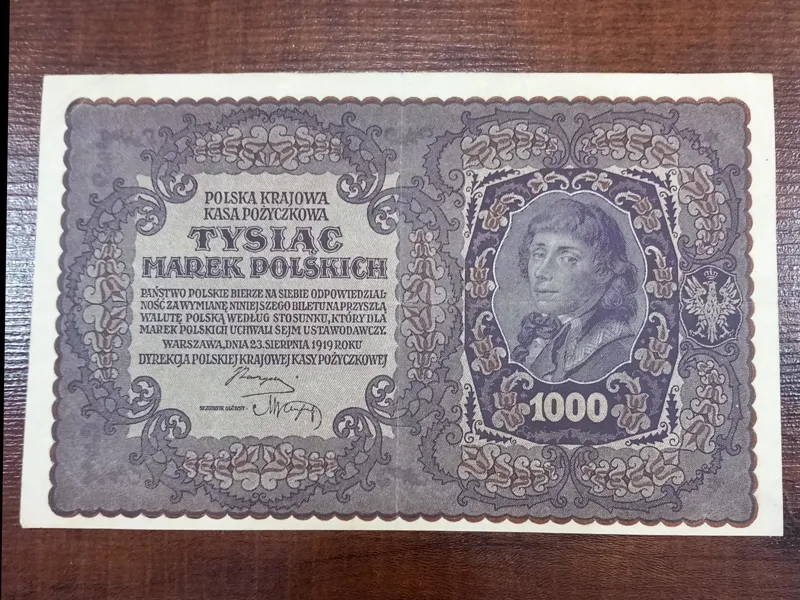 POLSKA KRAJOWA
KASA POŻYCZKOWA
TYSIĄC
MAREK POLSKICH
PAŃSTWO POLSKIE BIERZE NA SIEBIE ODPOWIEDZIAL-
NOŚĆ ZA WYMIANĘ NINIEJSZEGO BILETU NA PRZYSZŁĄ
WALUTĘ POLSKĄ WEDŁUG STOSUNKU, KTÓRY DLA
MAREK POLSKICH UCHWALI SEJM USTAWODAWCZY.
WARSZAWA, DNIA 23. SIERPNIA 1919 ROKU
DYREKCJA POLSKIEJ KRAJOWEJ KASY POŻYCZKOWEJ
SKARBNIK GŁÓWNY-
1000